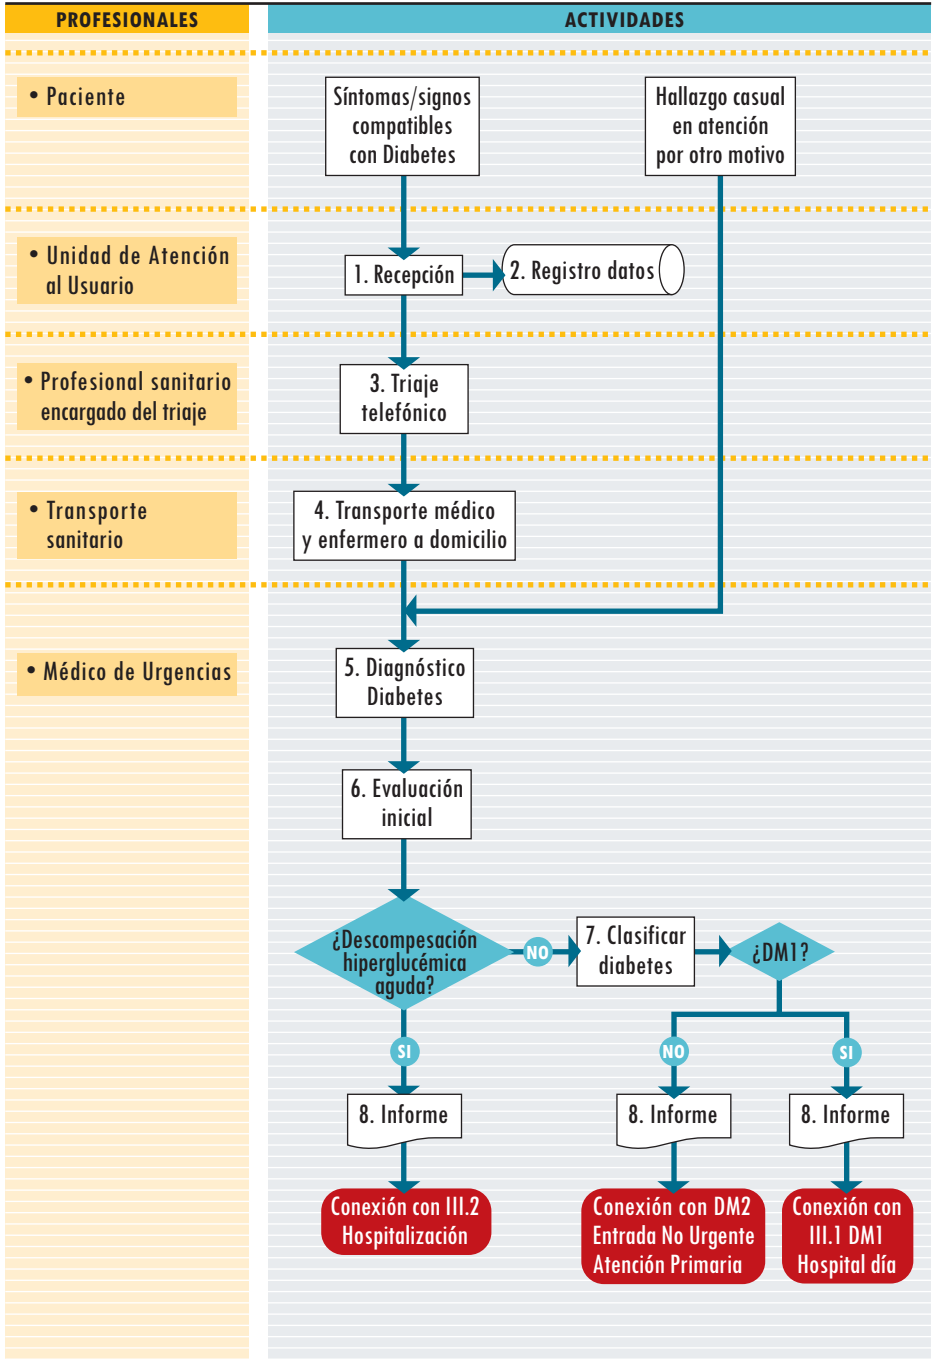 PROFESIONALES
ACTIVIDADES
• Paciente
Síntomas/signos
compatibles
con Diabetes
Hallazgo casual
en atención
por otro motivo
• Unidad de Atención
al Usuario
1. Recepción
2. Registro datos
• Profesional sanitario
encargado del triaje
3. Triaje
telefónico
• Transporte
sanitario
4. Transporte médico
y enfermero a domicilio
• Médico de Urgencias
5. Diagnóstico
Diabetes
6. Evaluación
inicial
¿Descompesación
hiperglucémica
aguda?
NO
7. Clasificar
diabetes
¿DM1?
SI
NO
SI
8. Informe
8. Informe
8. Informe
Conexión con III.2
Hospitalización
Conexión con DM2
Entrada No Urgente
Atención Primaria
Conexión con
III.1 DM1
Hospital día